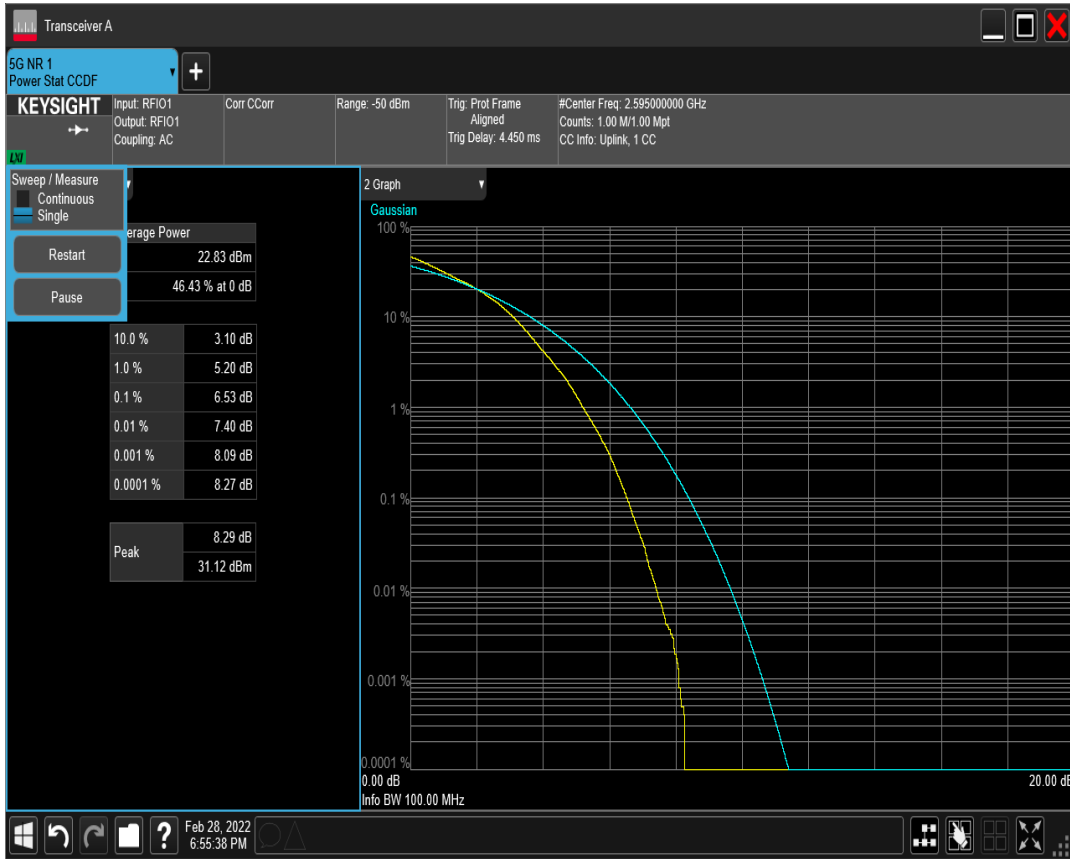 Transceiver A
5G NR 1
Power Stat CCDF
KEYSIGHT
LXI
Input: RFIO1
Output: RFIO1
Coupling: AC
Corr CCorr
Range: -50 dBm
Trig: Prot Frame
Aligned
Trig Delay: 4.450 ms
#Center Freq: 2.595000000 GHz
Counts: 1.00 M/1.00 Mpt
CC Info: Uplink, 1 CC
Sweep / Measure
Continuous
Single
Restart
Pause
erage Power
22.83 dBm
46.43 % at 0 dB
10.0 % 3.10 dB
1.0 % 5.20 dB
0.1 % 6.53 dB
0.01 % 7.40 dB
0.001 % 8.09 dB
0.0001 % 8.27 dB
Peak
8.29 dB
31.12 dBm
2 Graph
Gaussian
100 %
10 %
1 %
0.1 %
0.01 %
0.001 %
0.0001 %
0.00 dB
20.00 dB
Info BW 100.00 MHz
?
Feb 28, 2022
6:55:38 PM